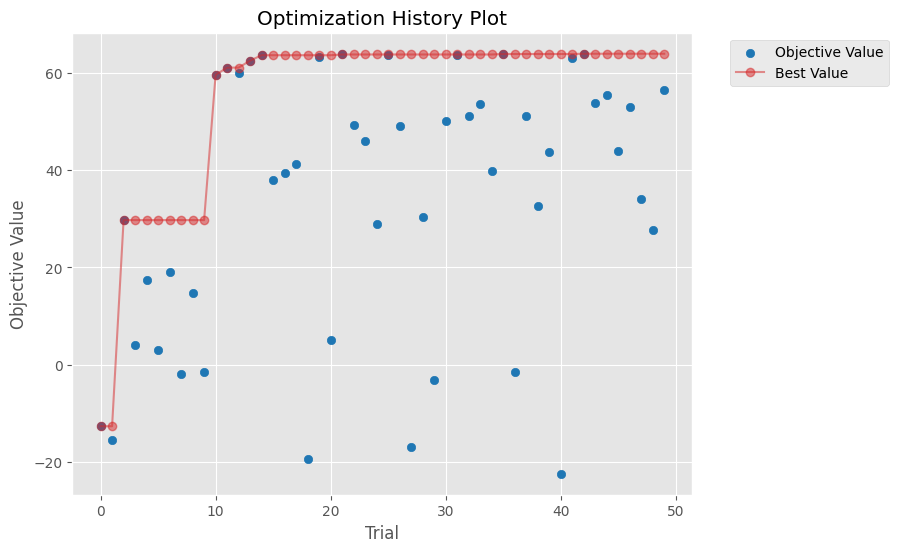 Optimization History Plot
Objective Value
Best Value
Objective Value
60
40
20
0
−20
0 10 20 30 40 50
Trial